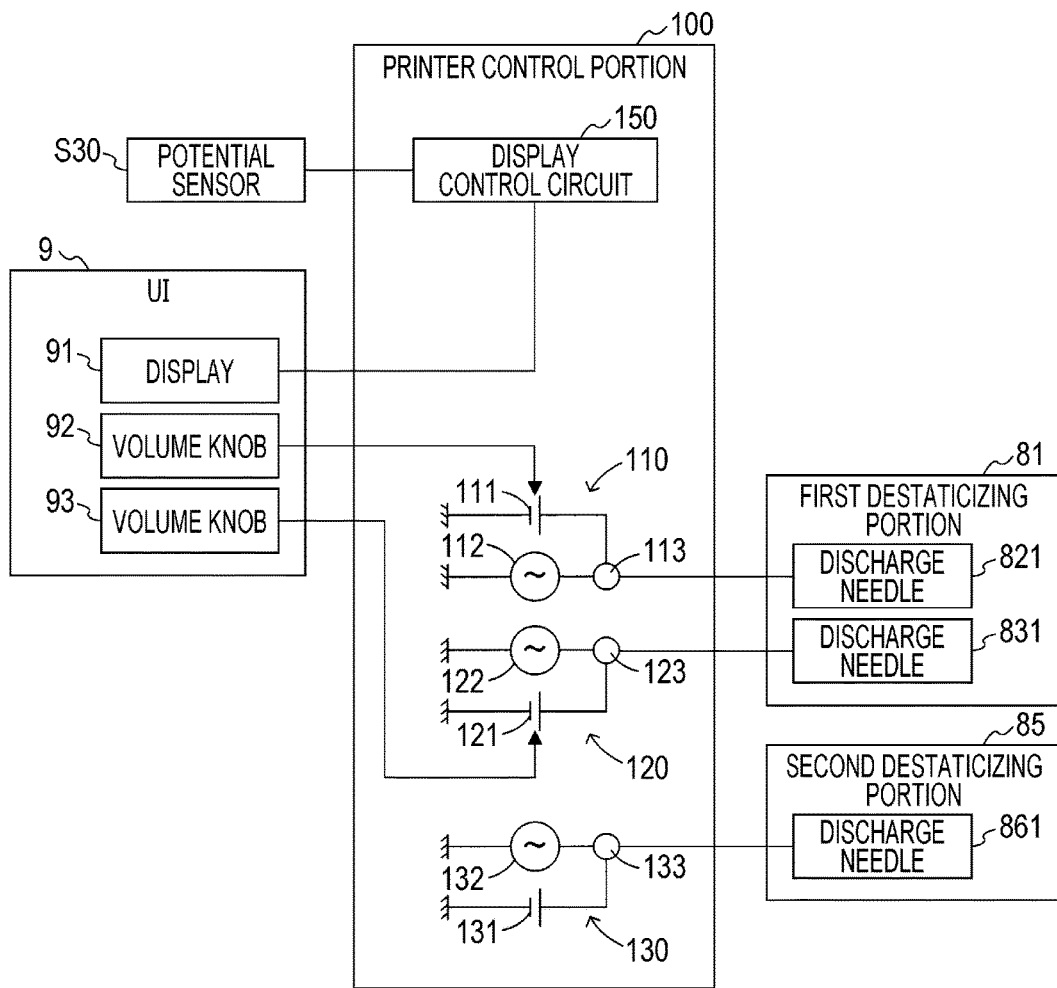 100
PRINTER CONTROL PORTION
150
S30
POTENTIAL
SENSOR
DISPLAY
CONTROL CIRCUIT
9
UI
91
DISPLAY
92
VOLUME KNOB
93
VOLUME KNOB
110
111
112
~
113
~
122
123
121
120
~
132
133
131
130
81
FIRST DESTATICIZING
PORTION
DISCHARGE
NEEDLE
821
DISCHARGE
NEEDLE
831
85
SECOND DESTATICIZING
PORTION
DISCHARGE
NEEDLE
861